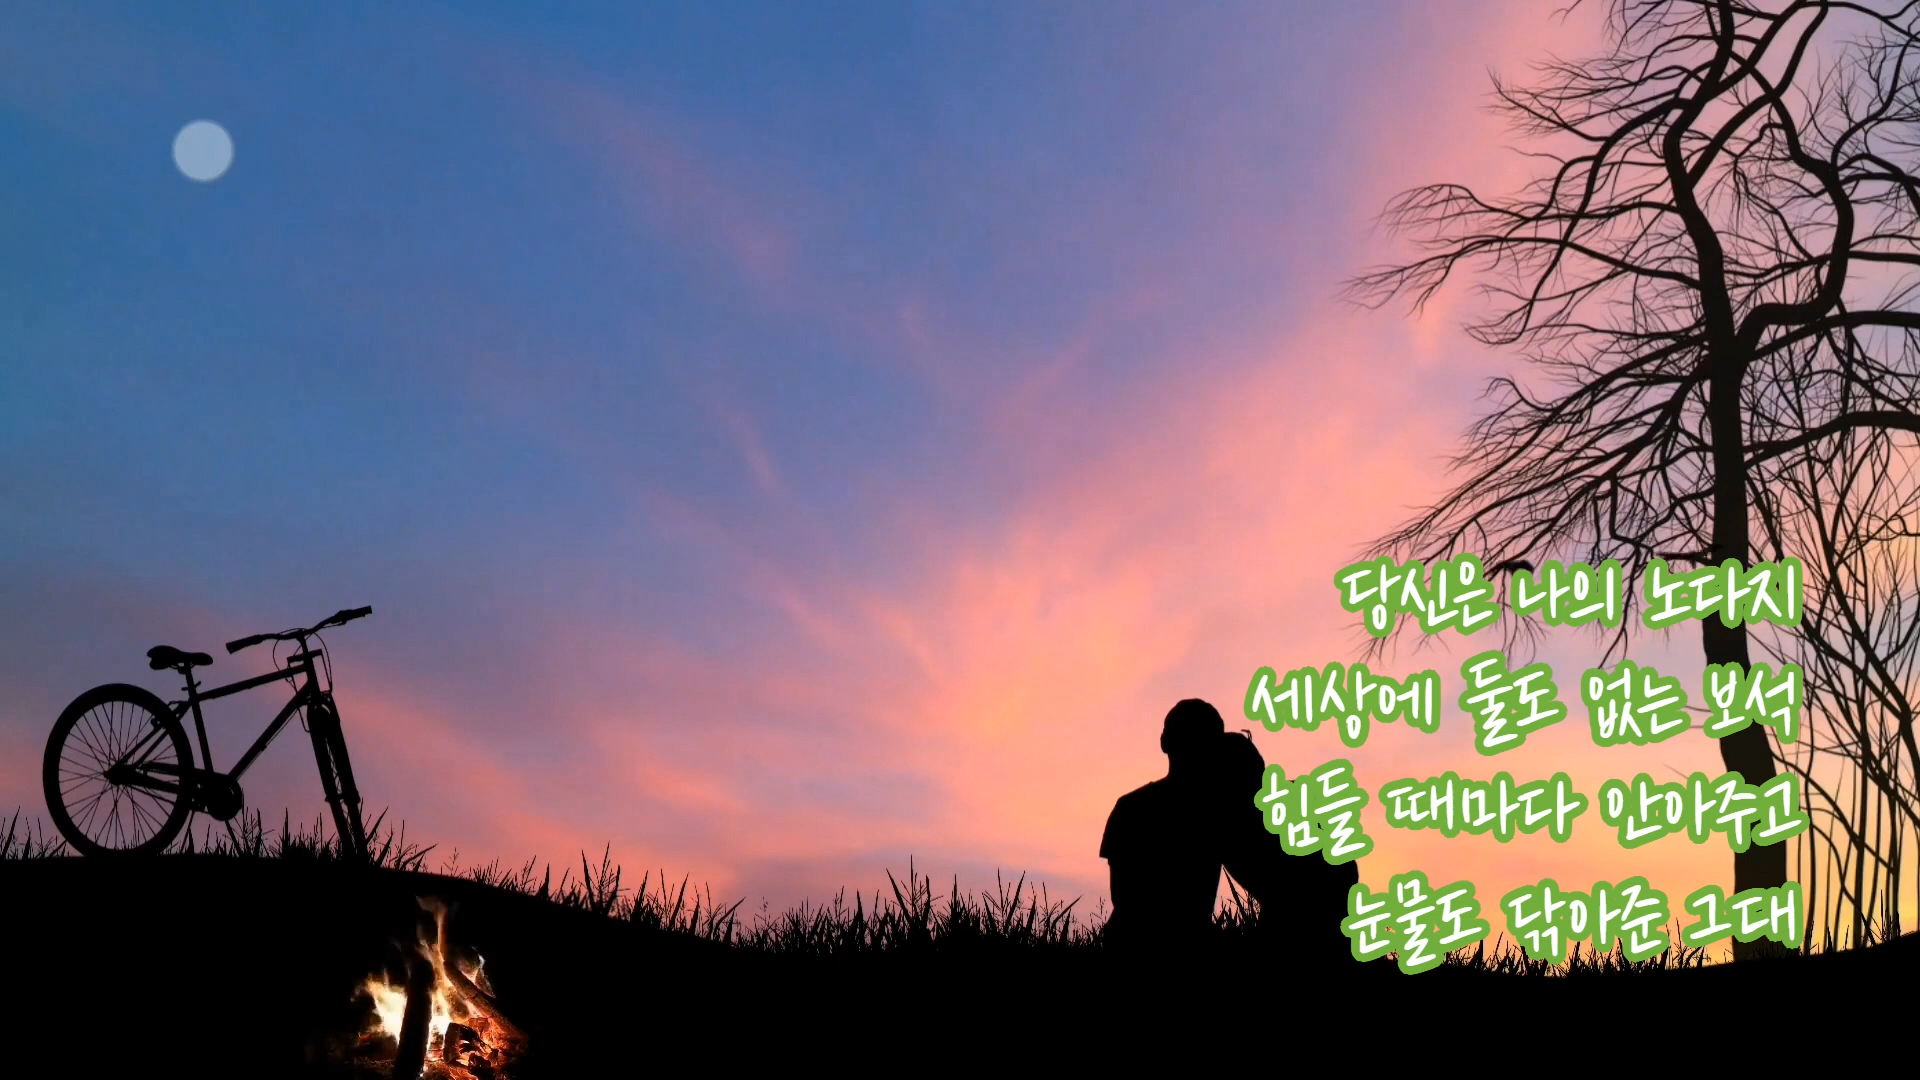 당신은 나의 노다지
세상에 둘도 없는 보석
힘들 때마다 안아주고
눈물도 닦아준 그대